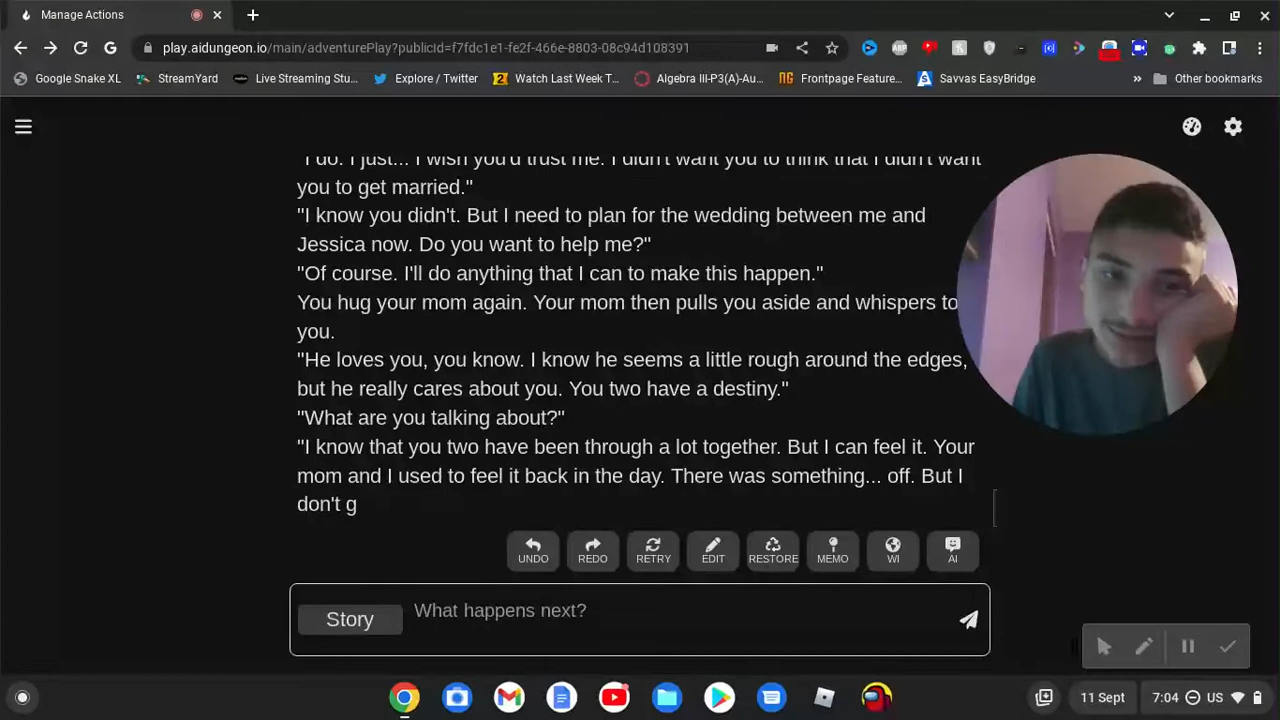 Manage Actions
play.aidungeon.io/main/adventurePlay?publicid=f7dfc1e1-fe2f-466e-8803-08c94d108391
Google Snake XL StreamYard Live Streaming Stu... Explore / Twitter Watch Last Week T... Algebra III-P3(A)-Au... Frontpage Feature... Savvas EasyBridge » Other bookmarks
"I do. I just... I wish you'd trust me. I didn't want you to think that I didn't want
you to get married."
"I know you didn't. But I need to plan for the wedding between me and
Jessica now. Do you want to help me?"
"Of course. I'll do anything that I can to make this happen."
You hug your mom again. Your mom then pulls you aside and whispers to
you.
"He loves you, you know. I know he seems a little rough around the edges,
but he really cares about you. You two have a destiny."
"What are you talking about?"
"I know that you two have been through a lot together. But I can feel it. Your
mom and I used to feel it back in the day. There was something... off. But I
don't g
UNDO REDO RETRY EDIT RESTORE MEMO WI AI
Story What happens next?
11 Sept 7:04 US